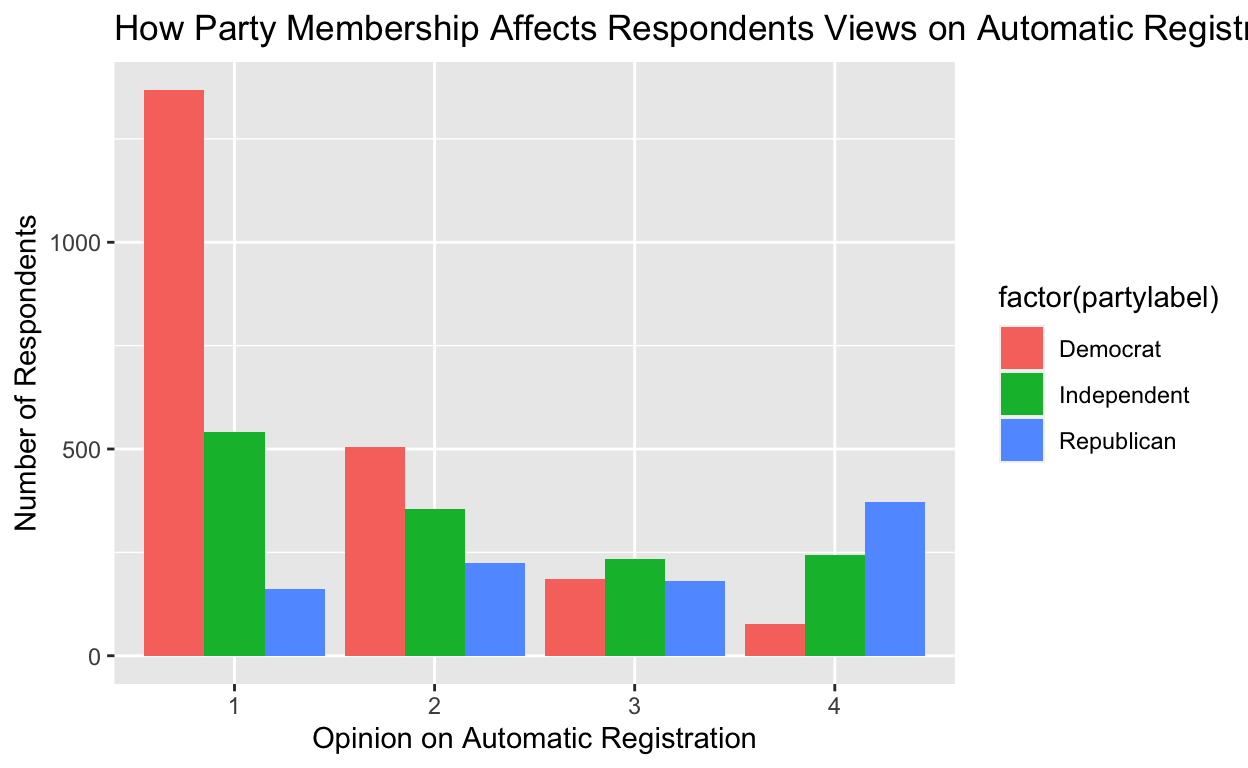 How Party Membership Affects Respondents Views on Automatic
Number of Respondents
1000
500
0
1
2
3
4
Opinion on Automatic Registration
factor(partylabel)
Democrat
Independent
Republican